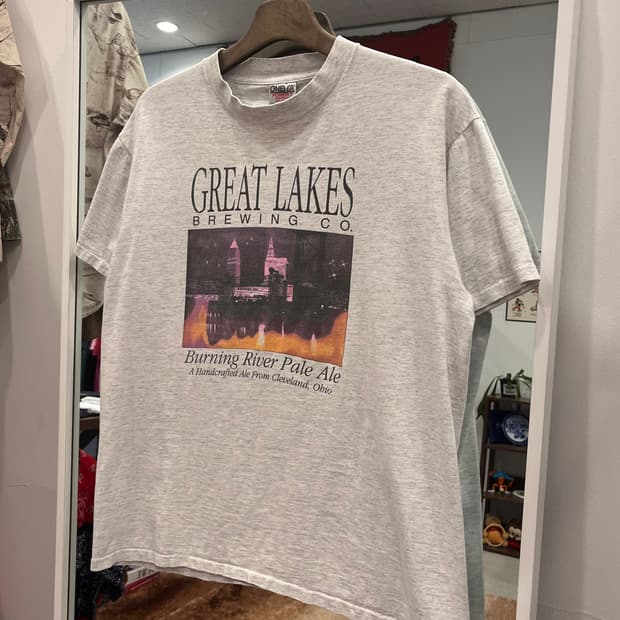 GREAT LAKES
BREWING CO.
Burning River Pale Ale
A Handcrafted Ale From Cleveland, Ohio